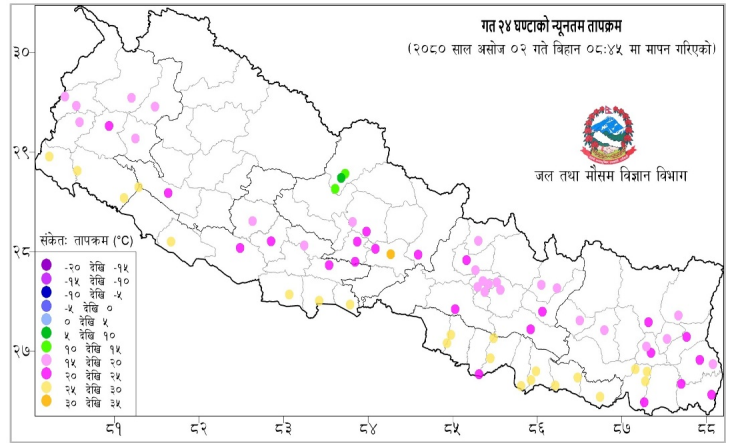 गत २४ घण्टाको न्यूनतम तापक्रम
(२०८० साल असोज ०२ गते बिहान ०८:४५ मा मापन गरिएको)
जल तथा मौसम विज्ञान विभाग
३०
२९
२८
२७
संकेतः तापक्रम (°C)
-२० देखि -१५
-१५ देखि -१०
-१० देखि -५
-५ देखि ०
० देखि ५
५ देखि १०
१० देखि १५
१५ देखि २०
२० देखि २५
२५ देखि ३०
३० देखि ३५
८१ ८२ ८३ ८४ ८५ ८६ ८७ ८८